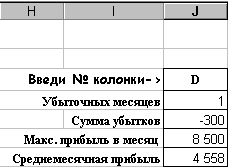 H I J
Введи № колонки-> D
Убыточных месяцев 1
Сумма убытков -300
Макс. прибыль в месяц 8 500
Среднемесячная прибыль 4 558